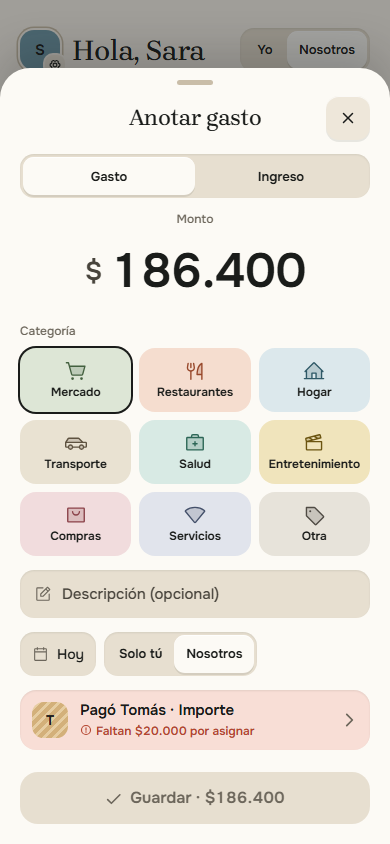 S
Hola, Sara
Yo
Nosotros
Anotar gasto
Gasto
Ingreso
Monto
$ 186.400
Categoría
Mercado
Restaurantes
Hogar
Transporte
Salud
Entretenimiento
Compras
Servicios
Otra
Descripción (opcional)
Hoy
Solo tú
Nosotros
T
Pagó Tomás · Importe
Faltan $20.000 por asignar
Guardar · $186.400